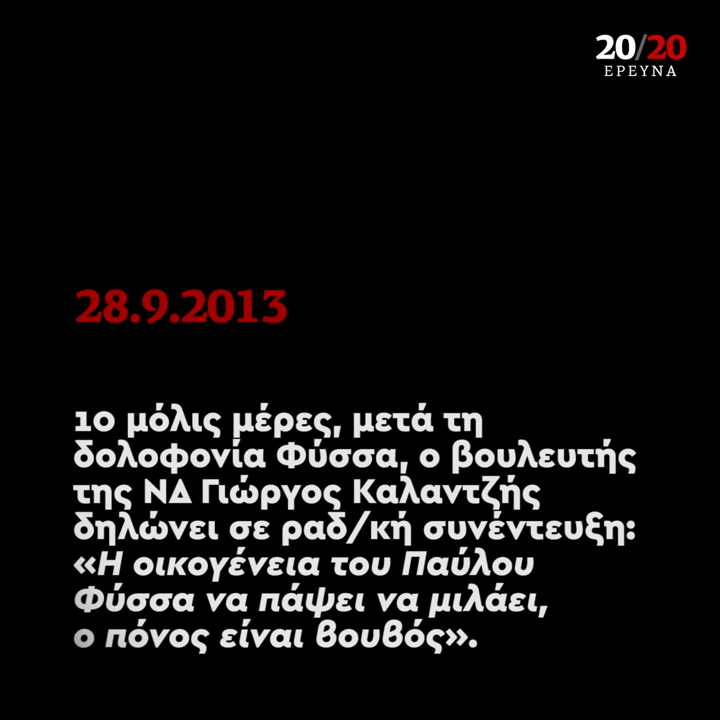 20/20
ΕΡΕΥΝΑ
28.9.2013
10 μόλις μέρες, μετά τη
δολοφονία Φύσσα, ο βουλευτής
της ΝΔ Γιώργος Καλαντζής
δηλώνει σε ραδ/κή συνέντευξη:
«Η οικογένεια του Παύλου
Φύσσα να πάψει να μιλάει,
ο πόνος είναι βουβός».